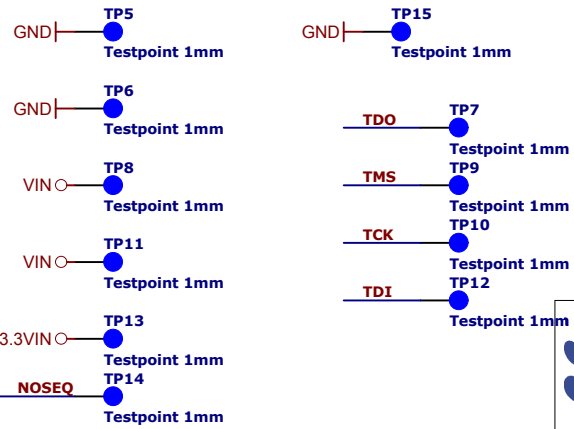 TP5
GND
Testpoint 1mm
TP15
GND
Testpoint 1mm
TP6
GND
Testpoint 1mm
TP7
TDO
Testpoint 1mm
TP8
VIN
Testpoint 1mm
TP9
TMS
Testpoint 1mm
TP10
TCK
Testpoint 1mm
TP11
VIN
Testpoint 1mm
TP12
TDI
Testpoint 1mm
TP13
3.3VIN
Testpoint 1mm
TP14
NOSEQ
Testpoint 1mm